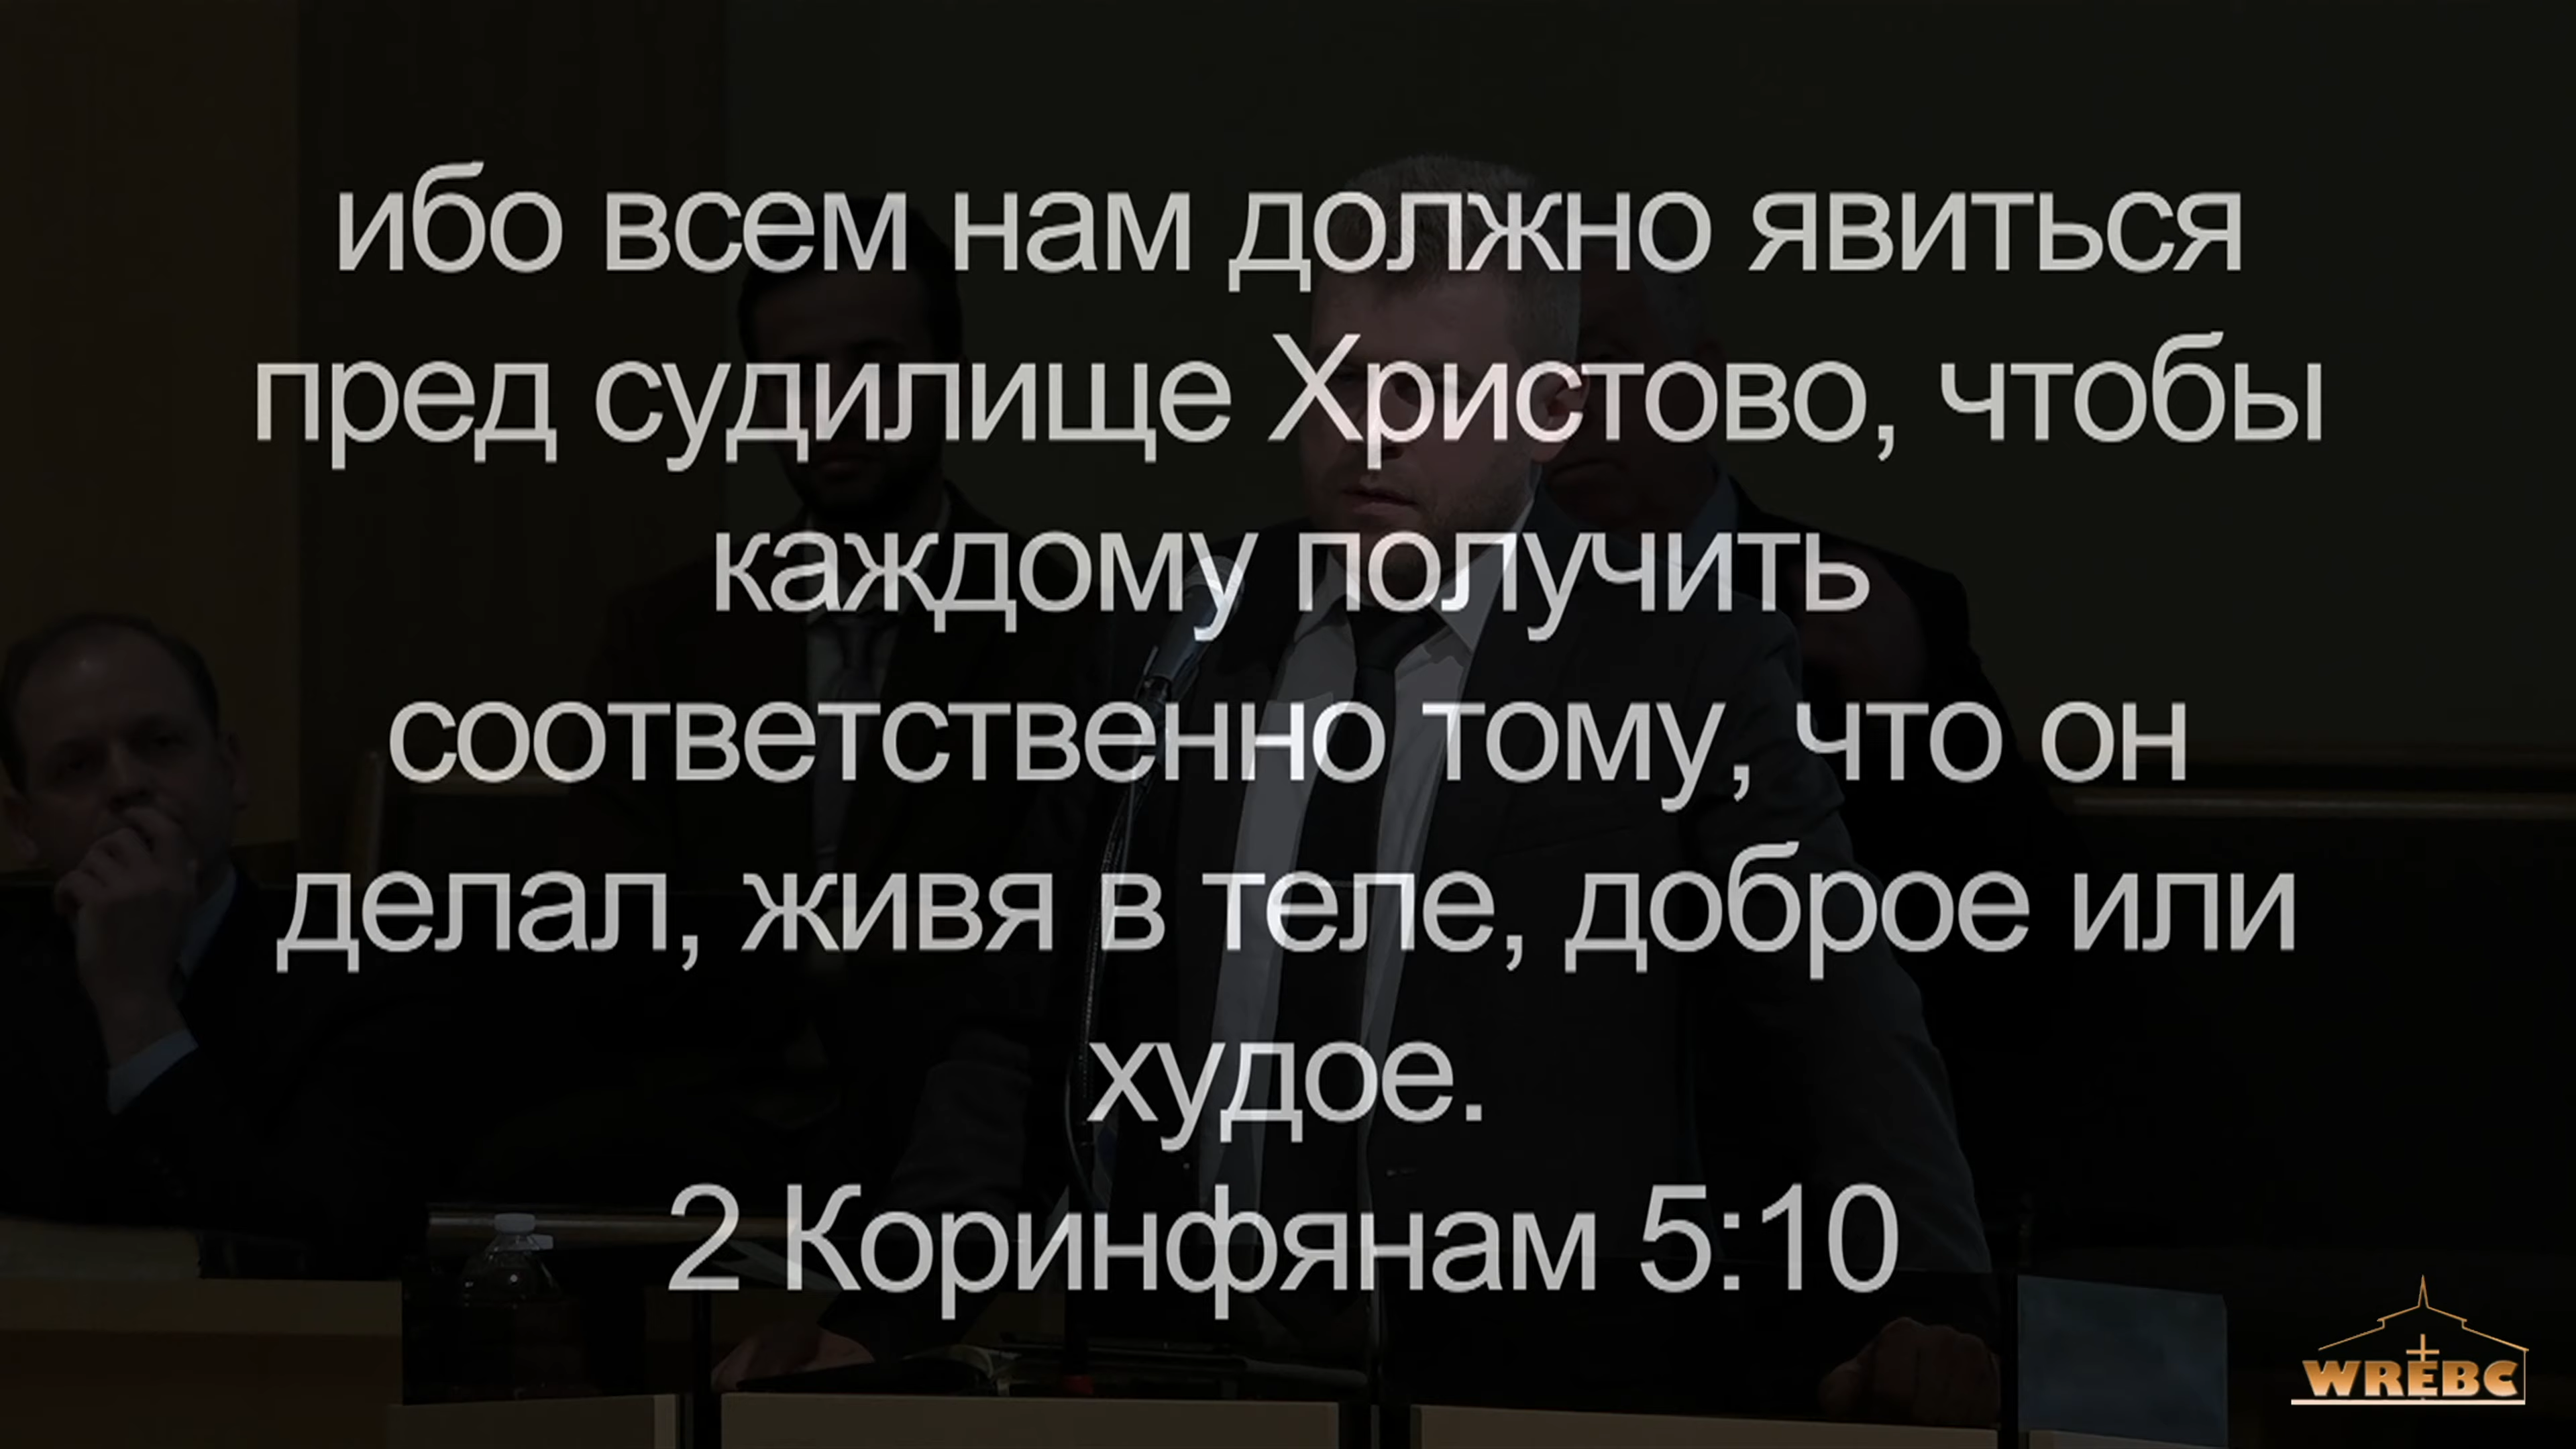 ибо всем нам должно явиться
пред судилище Христово, чтобы
каждому получить
соответственно тому, что он
делал, живя в теле, доброе или
худое.
2 Коринфянам 5:10
WREBC